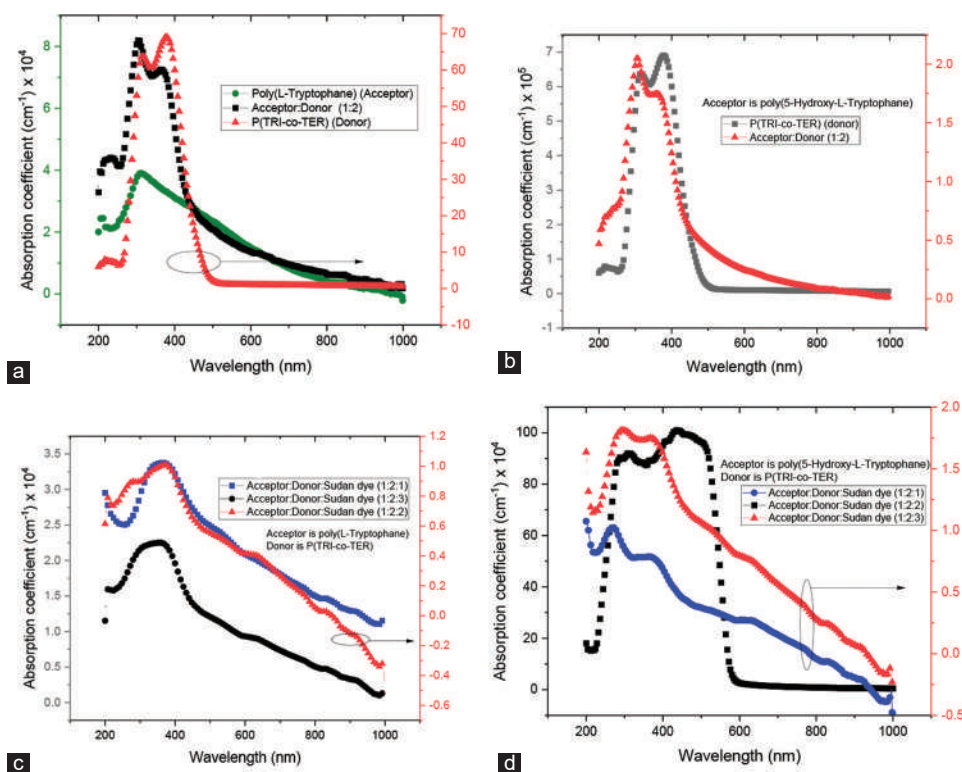 Absorption coefficient (cm⁻¹) x 10⁴
8
6
4
2
0
Poly(L-Tryptophane) (Acceptor)
Acceptor:Donor (1:2)
P(TRI-co-TER) (Donor)
70
60
50
40
30
20
10
0
-10
200 400 600 800 1000
Wavelength (nm)
a
Absorption coefficient (cm⁻¹) x 10⁵
7
6
5
4
3
2
1
0
-1
Acceptor is poly(5-Hydroxy-L-Tryptophane)
P(TRI-co-TER) (donor)
Acceptor:Donor (1:2)
2.0
1.5
1.0
0.5
0.0
200 400 600 800 1000
Wavelength (nm)
b
Absorption coefficient (cm⁻¹) x 10⁴
3.5
3.0
2.5
2.0
1.5
1.0
0.5
0.0
Acceptor:Donor:Sudan dye (1:2:1)
Acceptor:Donor:Sudan dye (1:2:3)
Acceptor:Donor:Sudan dye (1:2:2)
Acceptor is poly(L-Tryptophane)
Donor is P(TRI-co-TER)
1.2
1.0
0.8
0.6
0.4
0.2
0.0
-0.2
-0.4
-0.6
200 400 600 800 1000
Wavelength (nm)
c
Absorption coefficient (cm⁻¹) x 10⁴
100
80
60
40
20
0
Acceptor is poly(5-Hydroxy-L-Tryptophane)
Donor is P(TRI-co-TER)
Acceptor:Donor:Sudan dye (1:2:1)
Acceptor:Donor:Sudan dye (1:2:2)
Acceptor:Donor:Sudan dye (1:2:3)
2.0
1.5
1.0
0.5
0.0
-0.5
200 400 600 800 1000
Wavelength (nm)
d